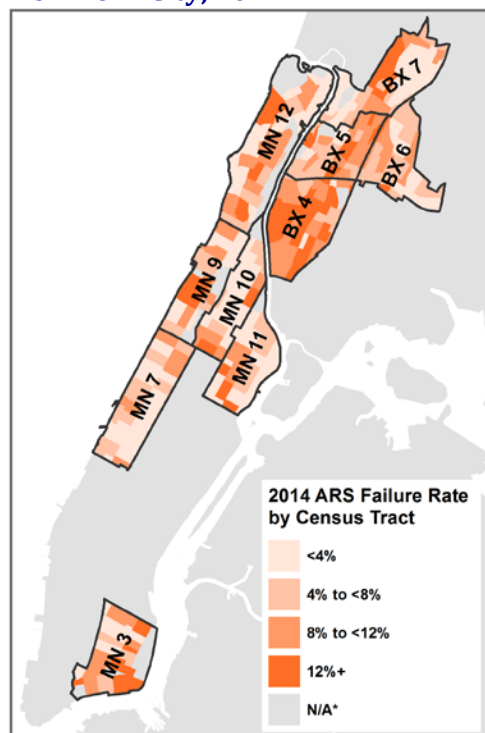 BX 7
MN 12
BX 5
BX 6
BX 4
MN 9
MN 10
MN 11
MN 7
MN 3
2014 ARS Failure Rate
by Census Tract
<4%
4% to <8%
8% to <12%
12%+
N/A*